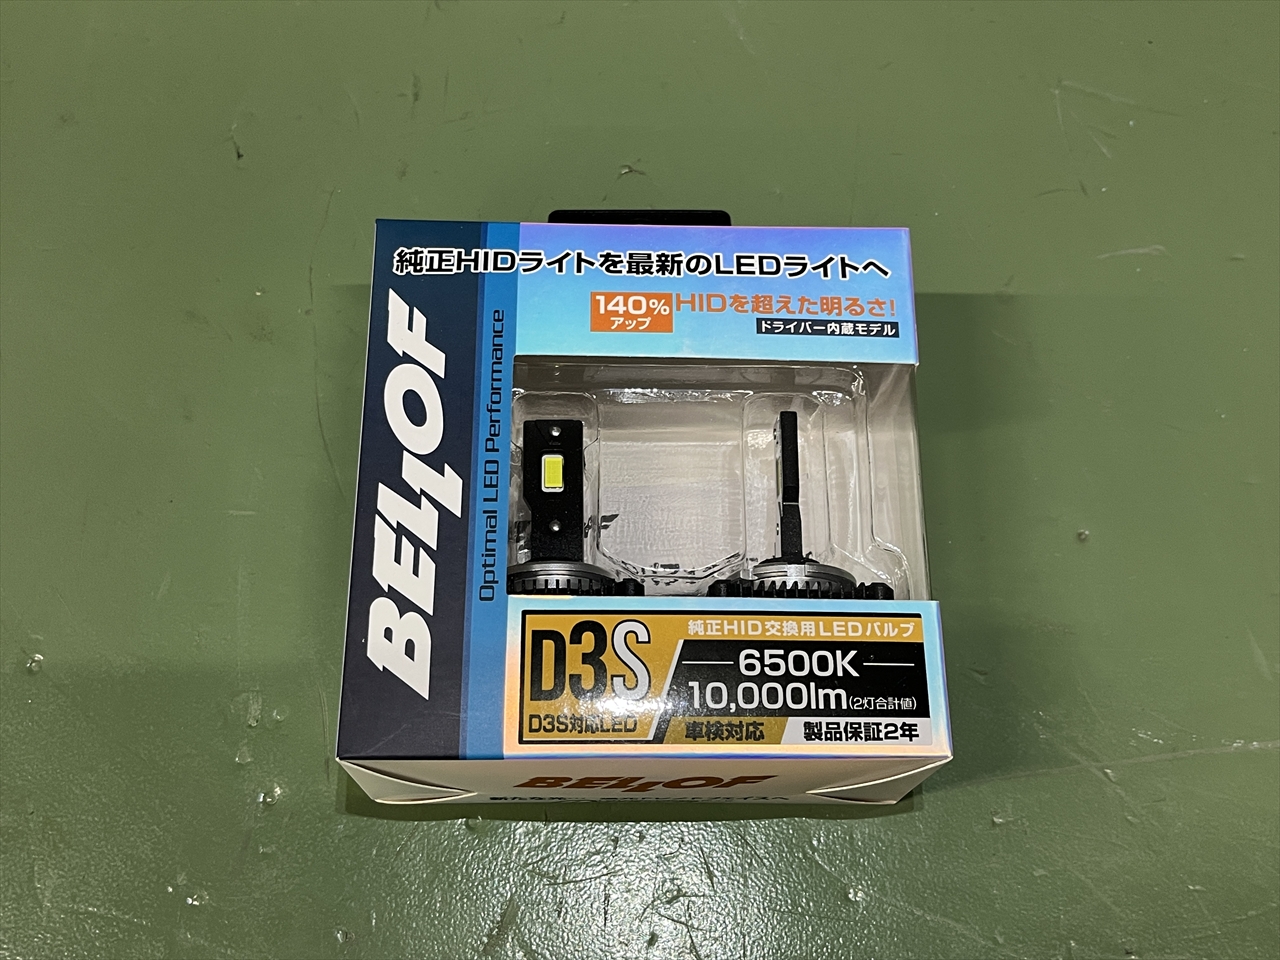 純正HIDライトを最新のLEDライトへ
140%
アップ
HIDを超えた明るさ!
ドライバー内蔵モデル
BELLOF
Optimal LED Performance
D3S
D3S対応LED
純正HID交換用LEDバルブ
6500K
10,000lm(2灯合計値)
車検対応
製品保証2年
BELLOF